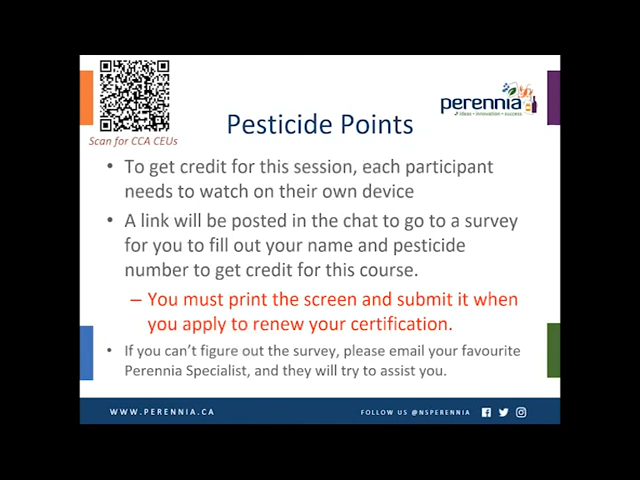 perennia
ideas • innovation • success
Scan for CCA CEUs
Pesticide Points
• To get credit for this session, each participant
needs to watch on their own device
• A link will be posted in the chat to go to a survey
for you to fill out your name and pesticide
number to get credit for this course.
– You must print the screen and submit it when
you apply to renew your certification.
• If you can't figure out the survey, please email your favourite
Perennia Specialist, and they will try to assist you.
WWW.PERENNIA.CA
FOLLOW US @NSPERENNIA